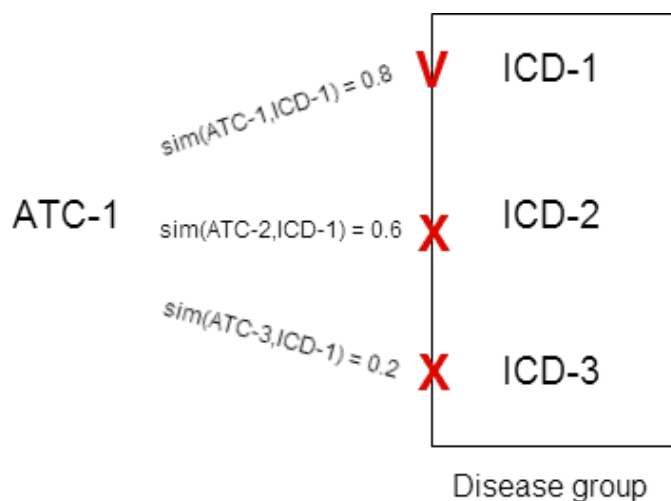 sim(ATC-1,ICD-1) = 0.8
V
ICD-1
ATC-1
sim(ATC-2,ICD-1) = 0.6
X
ICD-2
sim(ATC-3,ICD-1) = 0.2
X
ICD-3
Disease group